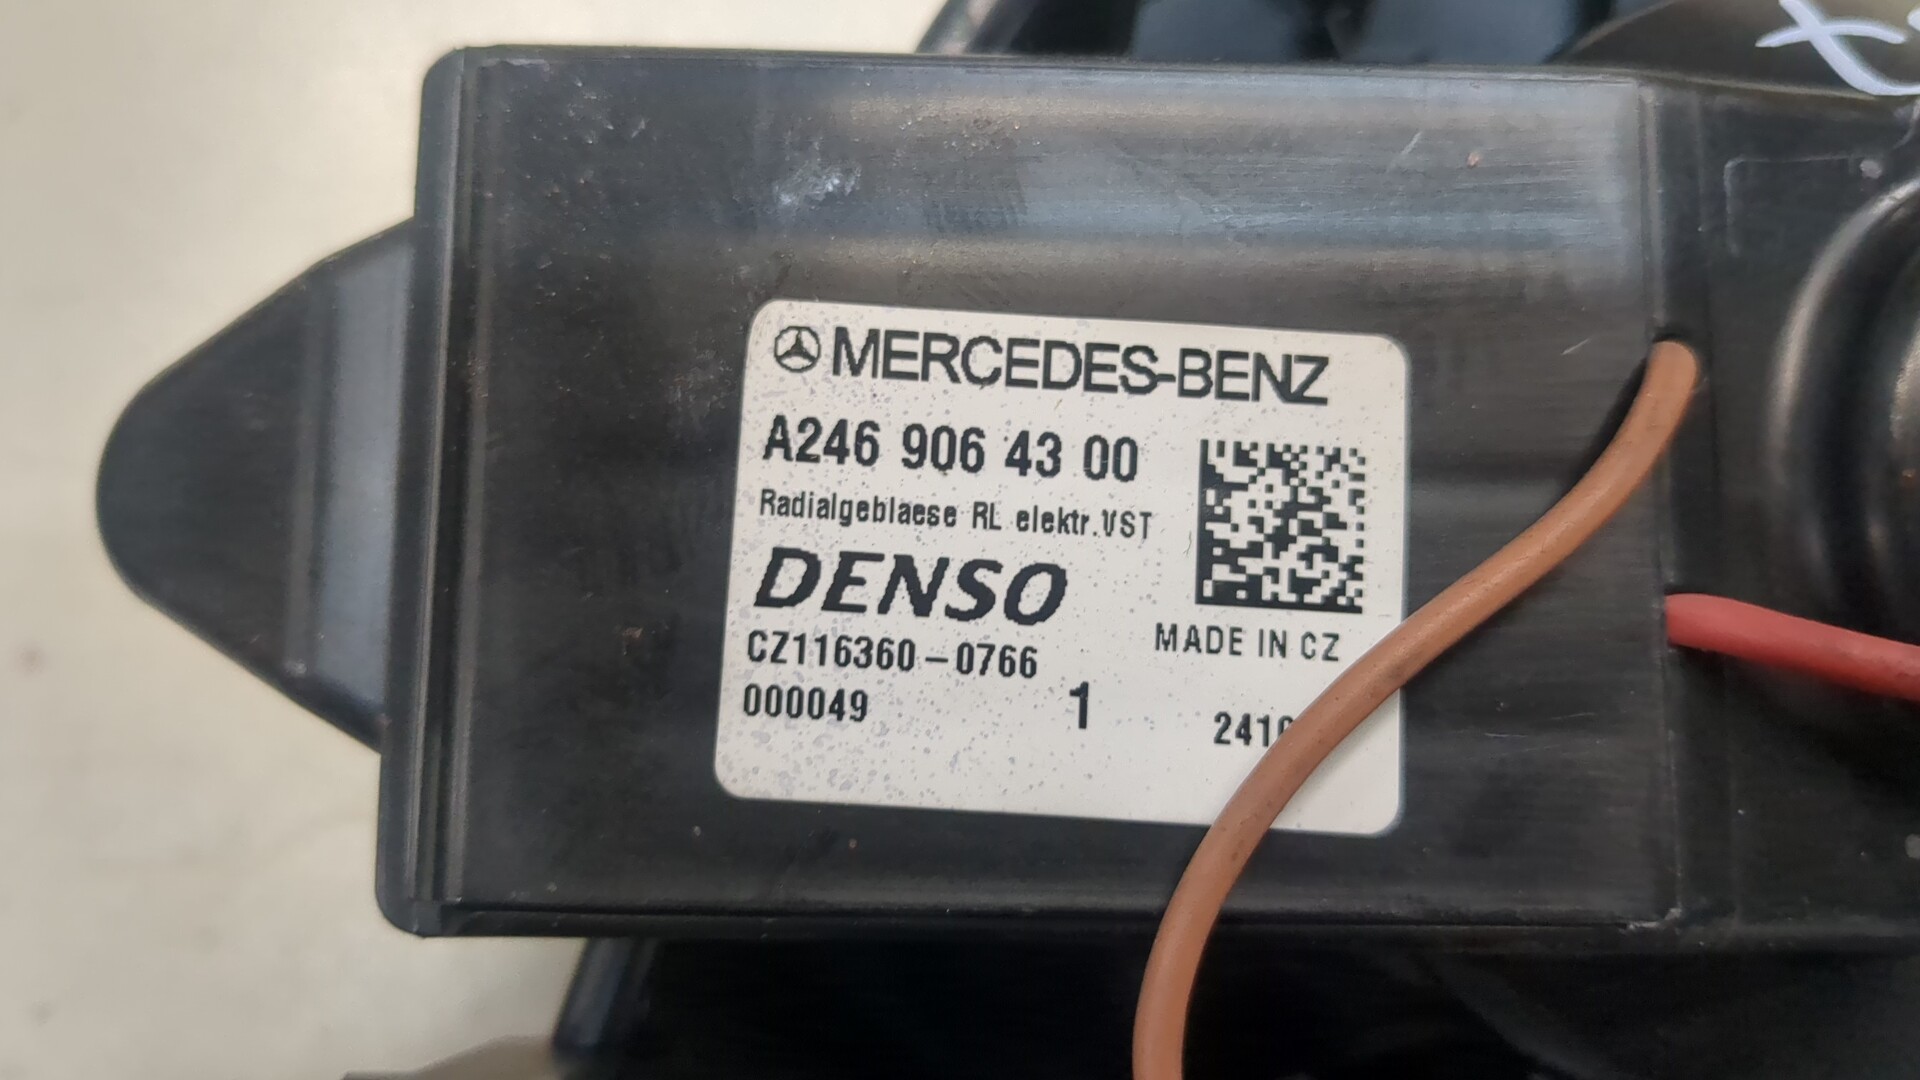 MERCEDES-BENZ
A246 906 43 00
Radialgeblaese RL elektr.VST
DENSO
CZ116360-0766
MADE IN CZ
000049
1